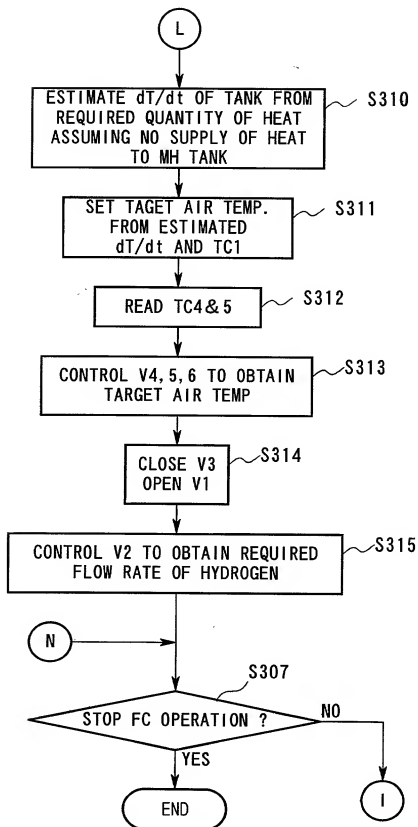 L
ESTIMATE dT/dt OF TANK FROM
REQUIRED QUANTITY OF HEAT
ASSUMING NO SUPPLY OF HEAT
TO MH TANK
S310
SET TAGET AIR TEMP.
FROM ESTIMATED
dT/dt AND TC1
S311
READ TC4&5
S312
CONTROL V4,5,6 TO OBTAIN
TARGET AIR TEMP
S313
CLOSE V3
OPEN V1
S314
CONTROL V2 TO OBTAIN REQUIRED
FLOW RATE OF HYDROGEN
S315
N
S307
STOP FC OPERATION ?
NO
YES
END
I